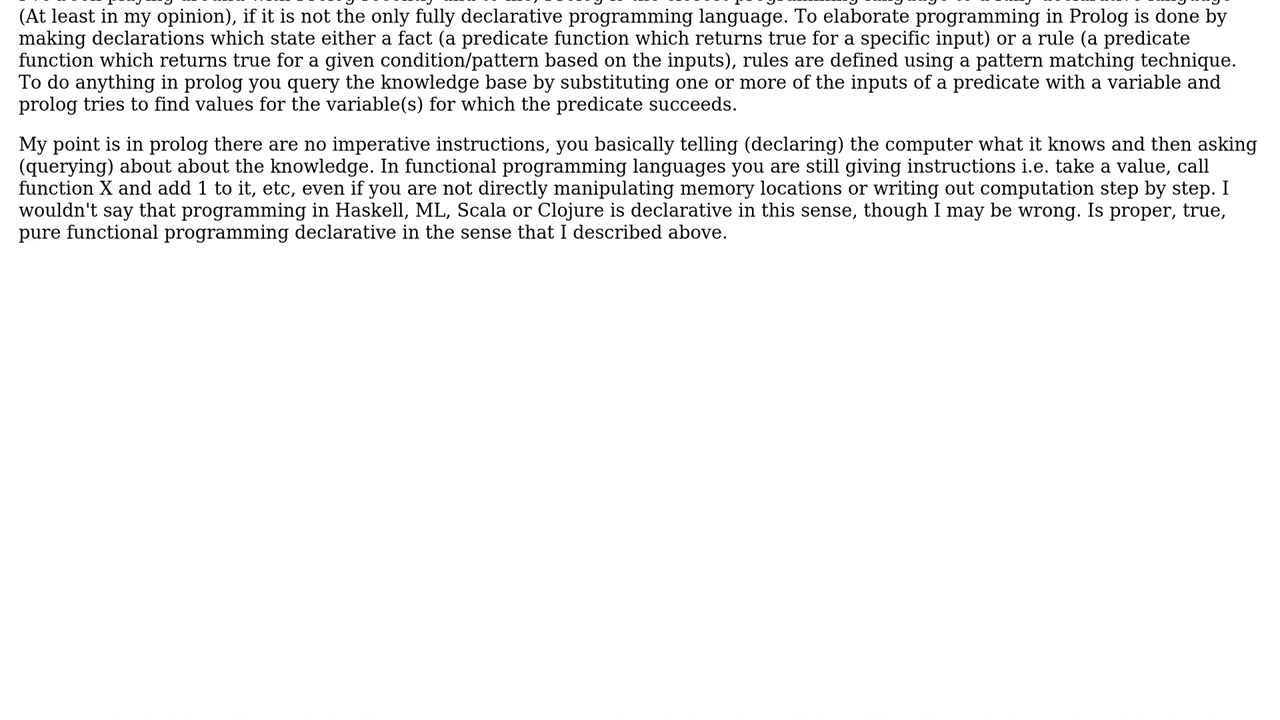 (At least in my opinion), if it is not the only fully declarative programming language. To elaborate programming in Prolog is done by
making declarations which state either a fact (a predicate function which returns true for a specific input) or a rule (a predicate
function which returns true for a given condition/pattern based on the inputs), rules are defined using a pattern matching technique.
To do anything in prolog you query the knowledge base by substituting one or more of the inputs of a predicate with a variable and
prolog tries to find values for the variable(s) for which the predicate succeeds.
My point is in prolog there are no imperative instructions, you basically telling (declaring) the computer what it knows and then asking
(querying) about about the knowledge. In functional programming languages you are still giving instructions i.e. take a value, call
function X and add 1 to it, etc, even if you are not directly manipulating memory locations or writing out computation step by step. I
wouldn't say that programming in Haskell, ML, Scala or Clojure is declarative in this sense, though I may be wrong. Is proper, true,
pure functional programming declarative in the sense that I described above.